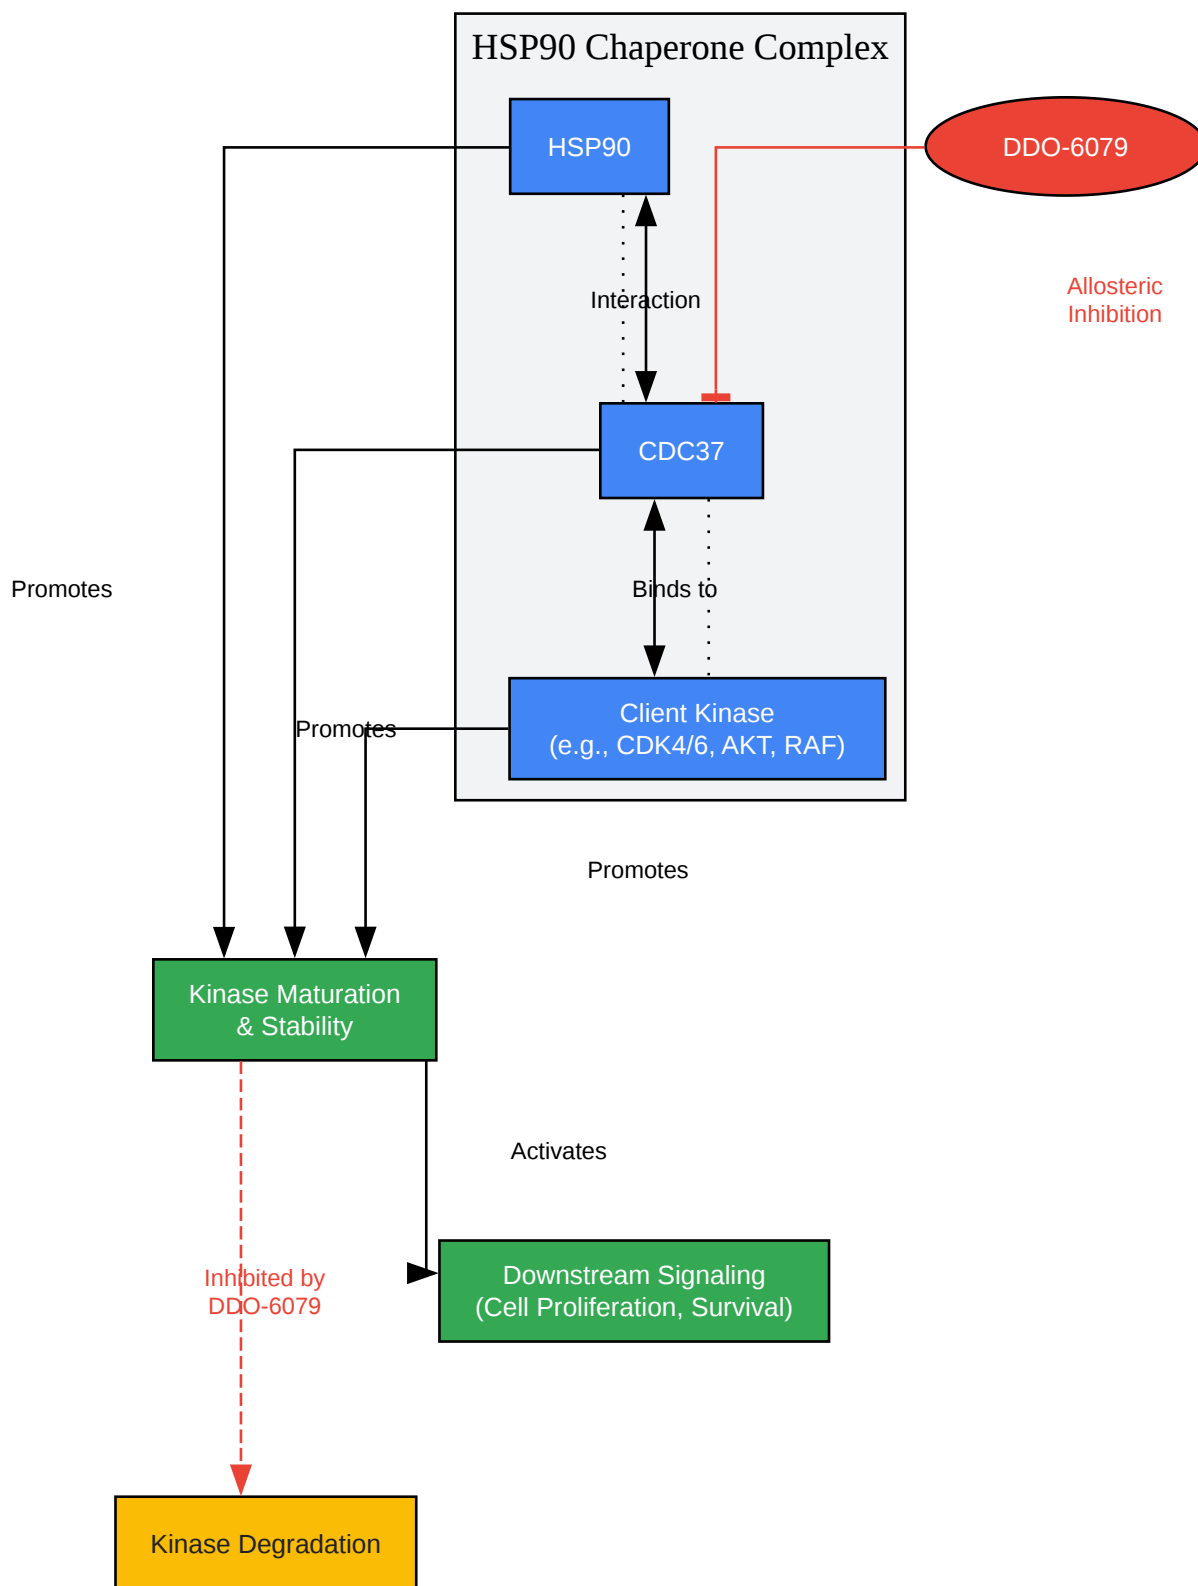 HSP90 Chaperone Complex
HSP90
DDO-6079
Allosteric
Inhibition
Interaction
CDC37
Promotes
Binds to
Client Kinase
(e.g., CDK4/6, AKT, RAF)
Promotes
Promotes
Kinase Maturation
& Stability
Activates
Inhibited by
DDO-6079
Downstream Signaling
(Cell Proliferation, Survival)
Kinase Degradation